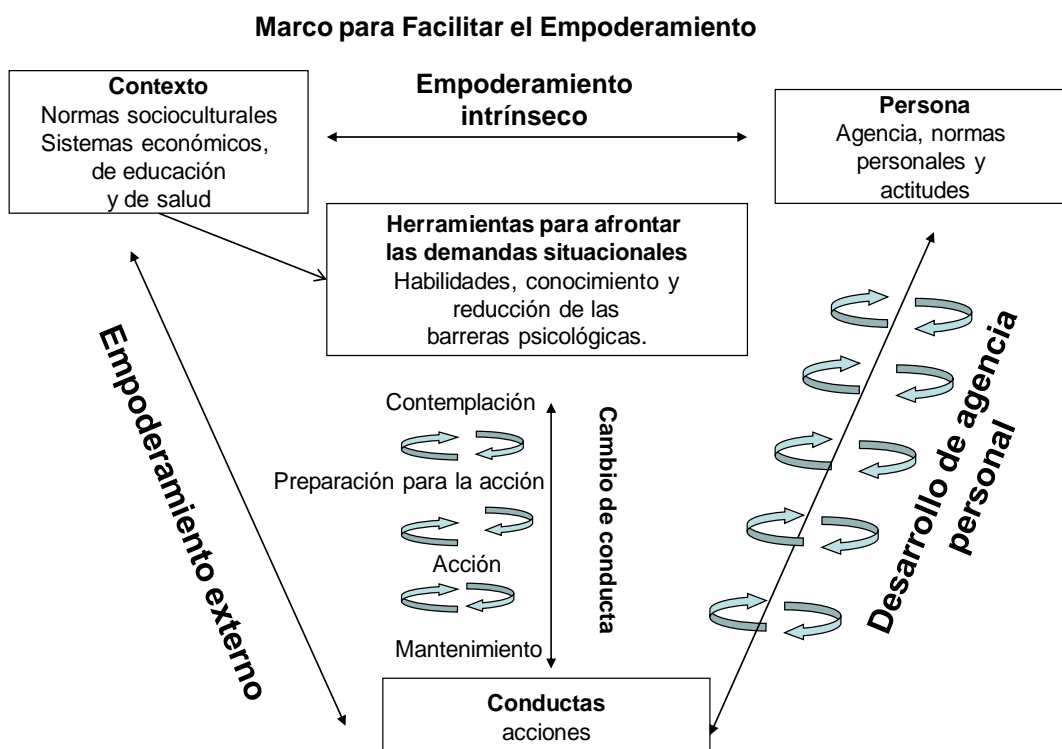 Marco para Facilitar el Empoderamiento
Contexto
Normas socioculturales
Sistemas económicos,
de educación
y de salud
Empoderamiento
intrínseco
Persona
Agencia, normas
personales y
actitudes
Herramientas para afrontar
las demandas situacionales
Habilidades, conocimiento y
reducción de las
barreras psicológicas.
Empoderamiento externo
Contemplación
Preparación para la acción
Acción
Mantenimiento
Cambio de conducta
Desarrollo de agencia
personal
Conductas
acciones